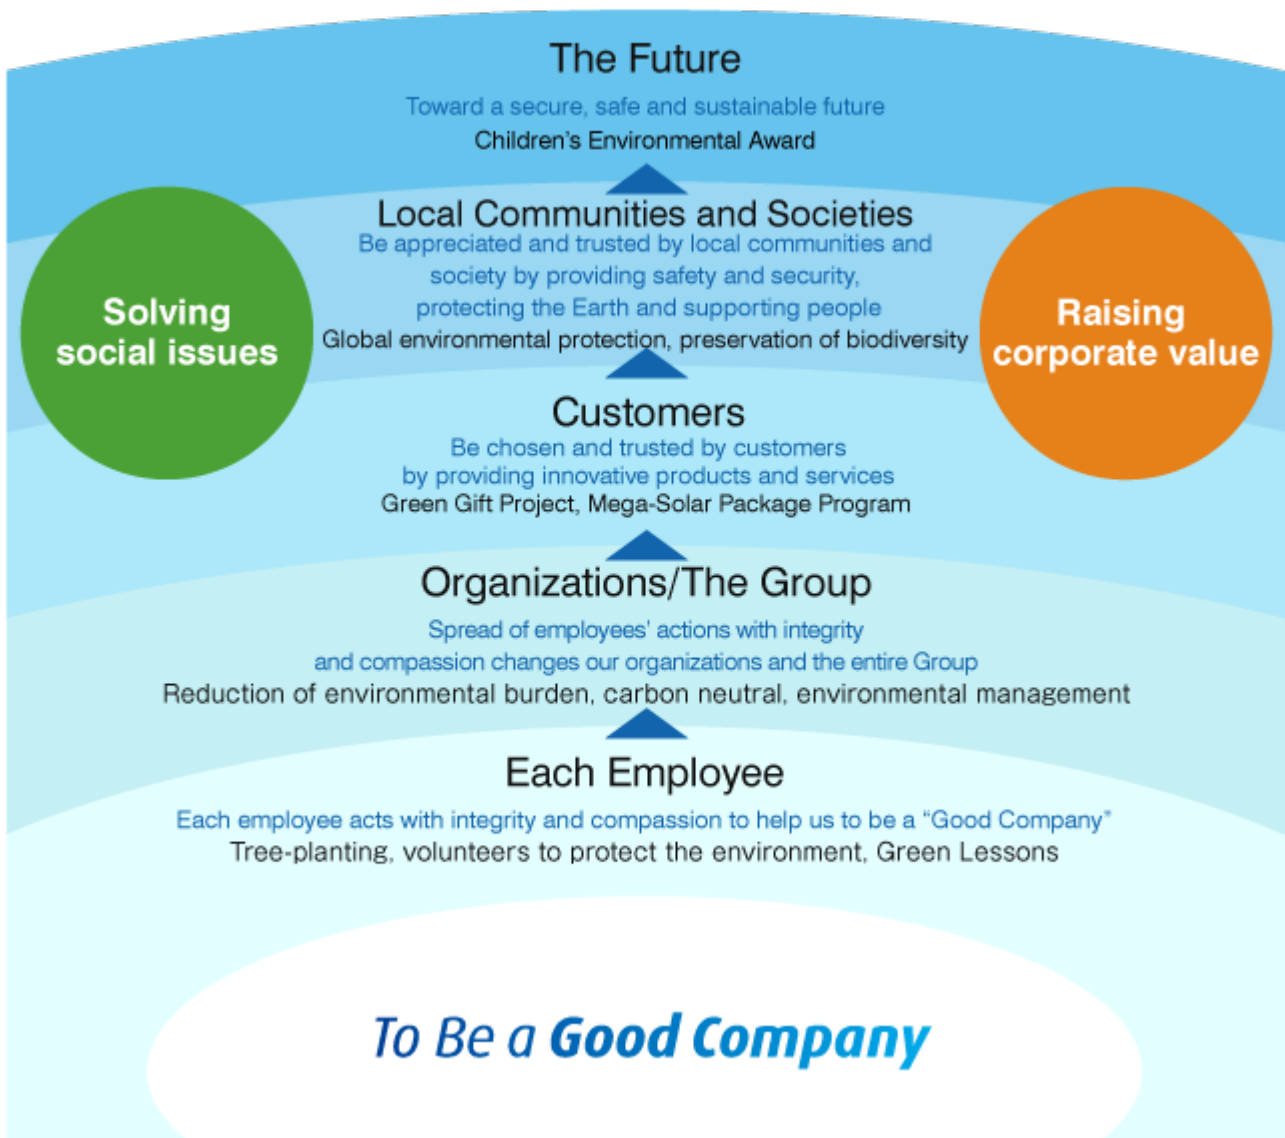 The Future
Toward a secure, safe and sustainable future
Children's Environmental Award
Local Communities and Societies
Be appreciated and trusted by local communities and
society by providing safety and security,
protecting the Earth and supporting people
Global environmental protection, preservation of biodiversity
Solving
social issues
Raising
corporate value
Customers
Be chosen and trusted by customers
by providing innovative products and services
Green Gift Project, Mega-Solar Package Program
Organizations/The Group
Spread of employees' actions with integrity
and compassion changes our organizations and the entire Group
Reduction of environmental burden, carbon neutral, environmental management
Each Employee
Each employee acts with integrity and compassion to help us to be a “Good Company”
Tree-planting, volunteers to protect the environment, Green Lessons
To Be a Good Company